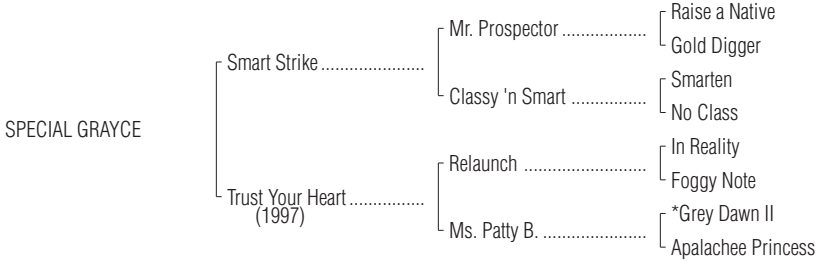 Raise a Native
Mr. Prospector ..................
Gold Digger
Smart Strike ......................
Smarten
Classy 'n Smart ................
No Class
SPECIAL GRAYCE
In Reality
Relaunch ..........................
Foggy Note
Trust Your Heart ................
(1997)
*Grey Dawn II
Ms. Patty B. ......................
Apalachee Princess